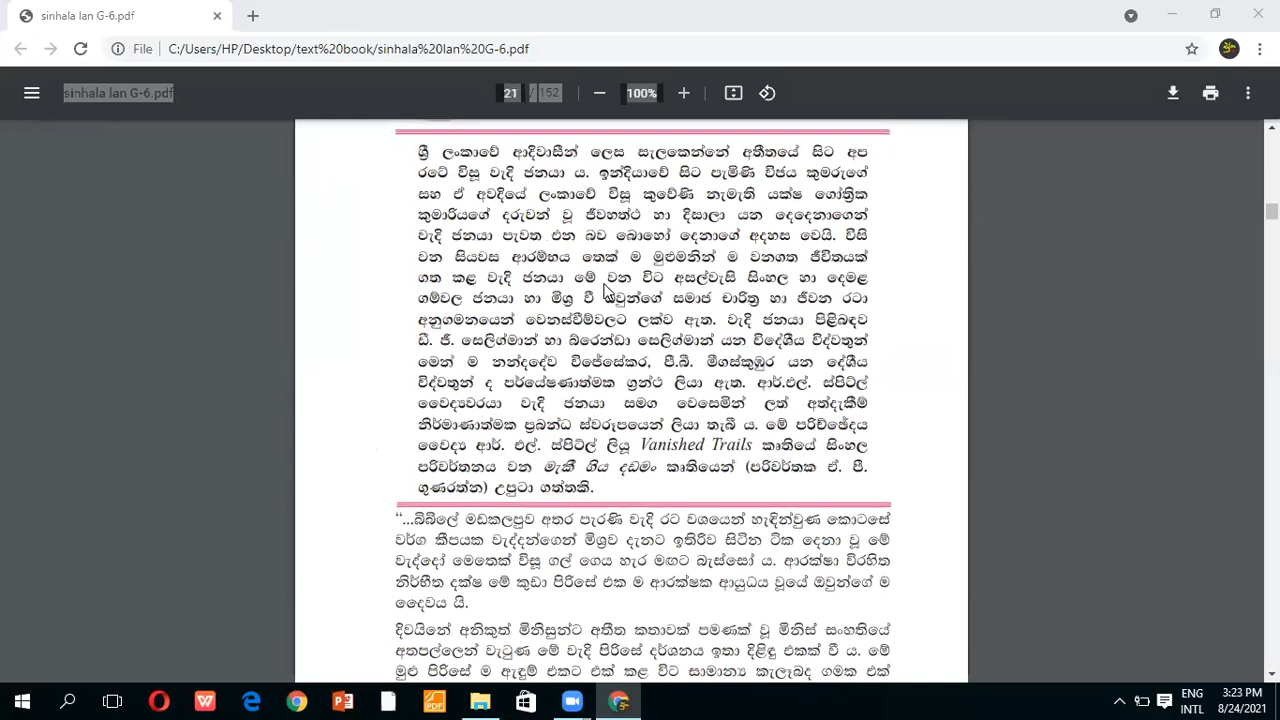 sinhala lan G-6.pdf
File C:/Users/HP/Desktop/text%20book/sinhala%20lan%20G-6.pdf
sinhala lan G-6.pdf 21 / 152 100%
ශ්‍රී ලංකාවේ ආදිවාසීන් ලෙස සැලකෙන්නේ අතීතයේ සිට අප
රටේ විසූ වැදි ජනයා ය. ඉන්දියාවේ සිට පැමිණි විජය කුමරුගේ
සහ ඒ අවදියේ ලංකාවේ විසූ කුවේණි නැමැති යක්ෂ ගෝත්‍රික
කුමාරියගේ දරුවන් වූ ජීවහත්ථ හා දිසාලා යන දෙදෙනාගෙන්
වැදි ජනයා පැවත එන බව බොහෝ දෙනාගේ අදහස වෙයි. විසි
වන සියවස ආරම්භය තෙක් ම මුළුමනින් ම වනගත ජීවිතයක්
ගත කළ වැදි ජනයා මේ වන විට අසල්වැසි සිංහල හා දෙමළ
ගම්වල ජනයා හා මිශ්‍ර වී ඔවුන්ගේ සමාජ චාරිත්‍ර හා ජීවන රටා
අනුගමනයෙන් වෙනස්වීම්වලට ලක්ව ඇත. වැදි ජනයා පිළිබඳව
ඩී. ජී. සෙලිග්මාන් හා බ්රෙන්ඩා සෙලිග්මාන් යන විදේශීය විද්වතුන්
මෙන් ම නන්දදේව විජේසේකර, පී.බී. මීගස්කුඹුර යන දේශීය
විද්වතුන් ද පර්යේෂණාත්මක ග්‍රන්ථ ලියා ඇත. ආර්.එල්. ස්පිට්ල්
වෛද්‍යවරයා වැදි ජනයා සමග වෙසෙමින් ලත් අත්දැකීම්
නිර්මාණාත්මක ප්‍රබන්ධ ස්වරූපයෙන් ලියා තැබී ය. මේ පරිච්ඡේදය
වෛද්‍ය ආර්. එල්. ස්පිට්ල් ලියූ Vanished Trails කෘතියේ සිංහල
පරිවර්තනය වන මැකී ගිය දඩමං කෘතියෙන් (පරිවර්තක ඒ. පී.
ගුණරත්න) උපුටා ගත්තකි.
“...බිබිලේ මඩකලපුව අතර පැරණි වැදි රට වශයෙන් හැඳින්වුණ කොටසේ
වර්ග කීපයක වැද්දන්ගෙන් මිශ්‍රව දැනට ඉතිරිව සිටින ටික දෙනා වූ මේ
වැද්දෝ මෙතෙක් විසූ ගල් ගෙය හැර මඟට බැස්සෝ ය. ආරක්ෂා විරහිත
නිර්භීත දක්ෂ මේ කුඩා පිරිසේ එක ම ආරක්ෂක ආයුධය වූයේ ඔවුන්ගේ ම
දෛවය යි.
දිවයිනේ අනිකුත් මිනිසුන්ට අතීත කතාවක් පමණක් වූ මිනිස් සංහතියේ
අතපල්ලෙන් වැටුණ මේ වැදි පිරිසේ දර්ශනය ඉතා දිළිඳු එකක් වී ය. මේ
මුළු පිරිසේ ම ඇඳුම් එකට එක් කළ විට සාමාන්‍ය කැලෑබද ගමක එක්
ENG 3:23 PM
INTL 8/24/2021